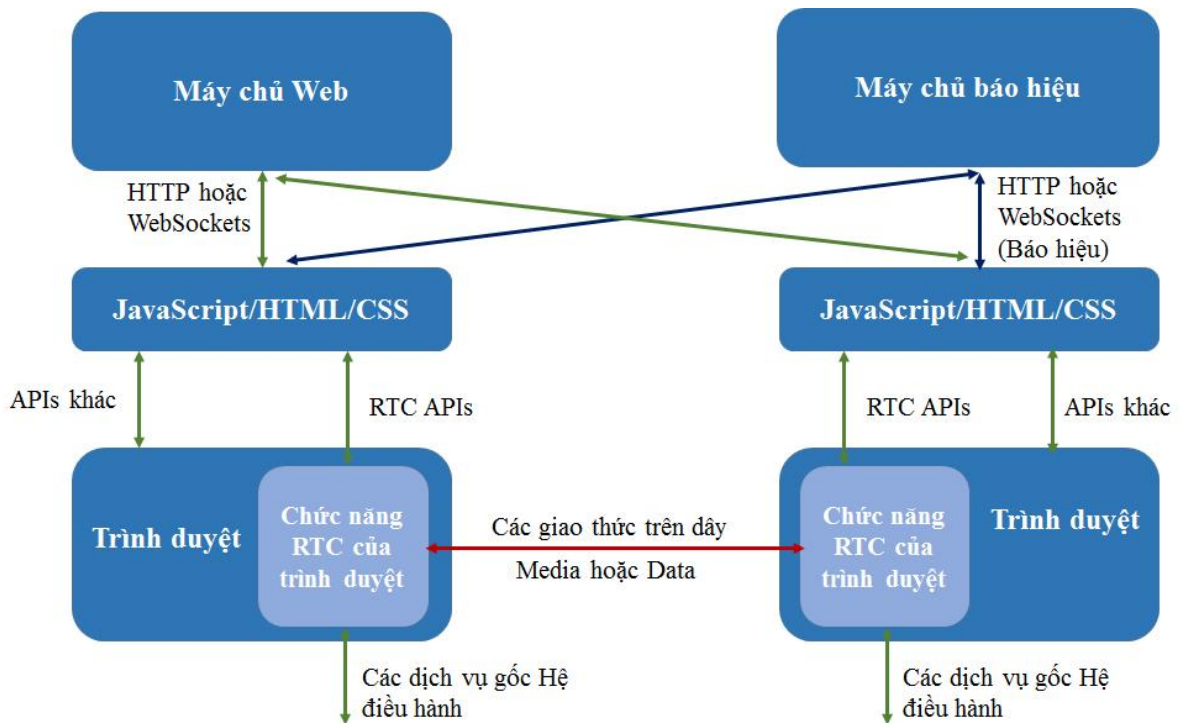 Máy chủ Web
Máy chủ báo hiệu
HTTP hoặc
WebSockets
HTTP hoặc
WebSockets
(Báo hiệu)
JavaScript/HTML/CSS
JavaScript/HTML/CSS
APIs khác
RTC APIs
RTC APIs
APIs khác
Trình duyệt
Chức năng
RTC của
trình duyệt
Các giao thức trên dây
Media hoặc Data
Chức năng
RTC của
trình duyệt
Trình duyệt
Các dịch vụ gốc Hệ
điều hành
Các dịch vụ gốc Hệ
điều hành